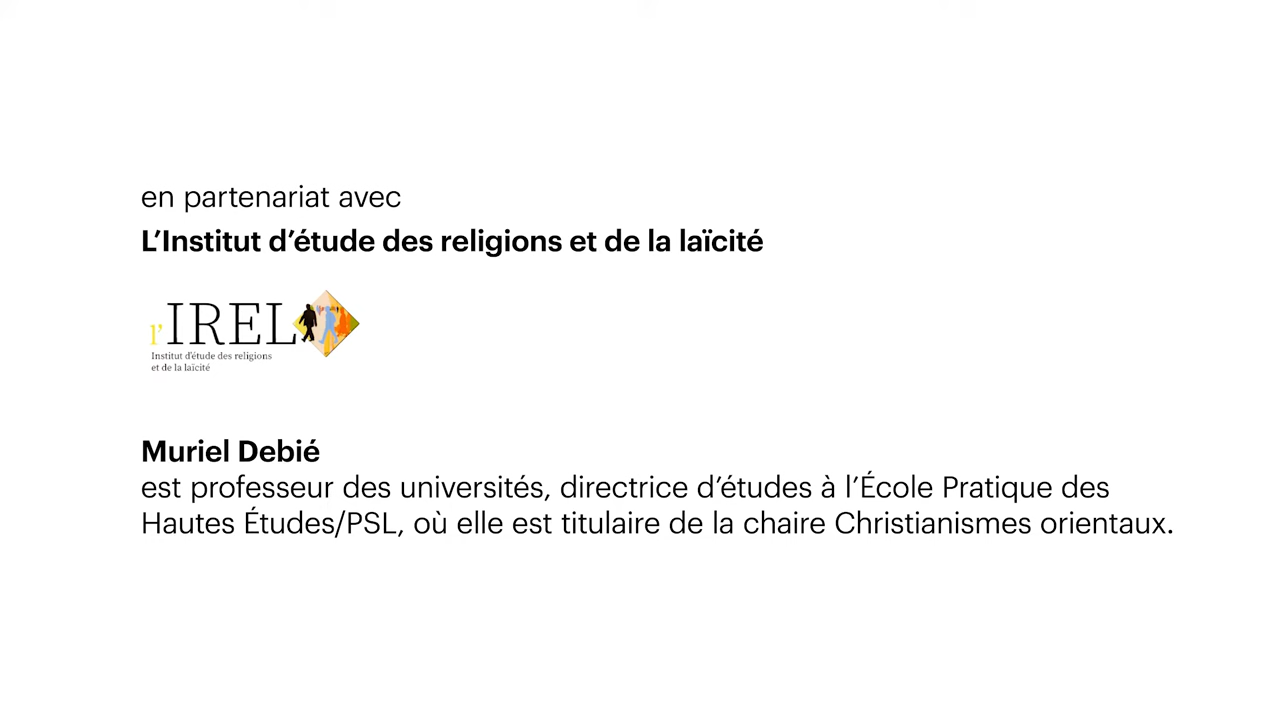 en partenariat avec
L’Institut d’étude des religions et de la laïcité
l’IREL
Institut d’étude des religions
et de la laïcité
Muriel Debié
est professeur des universités, directrice d’études à l’École Pratique des
Hautes Études/PSL, où elle est titulaire de la chaire Christianismes orientaux.